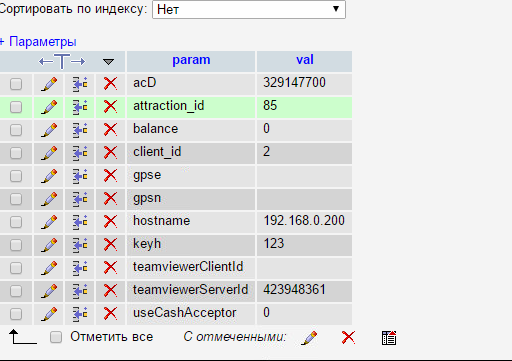 Сортировать по индексу: Нет
+ Параметры
param val
acD 329147700
attraction_id 85
balance 0
client_id 2
gpse
gpsn
hostname 192.168.0.200
keyh 123
teamviewerClientId
teamviewerServerId 423948361
useCashAcceptor 0
Отметить все С отмеченными: